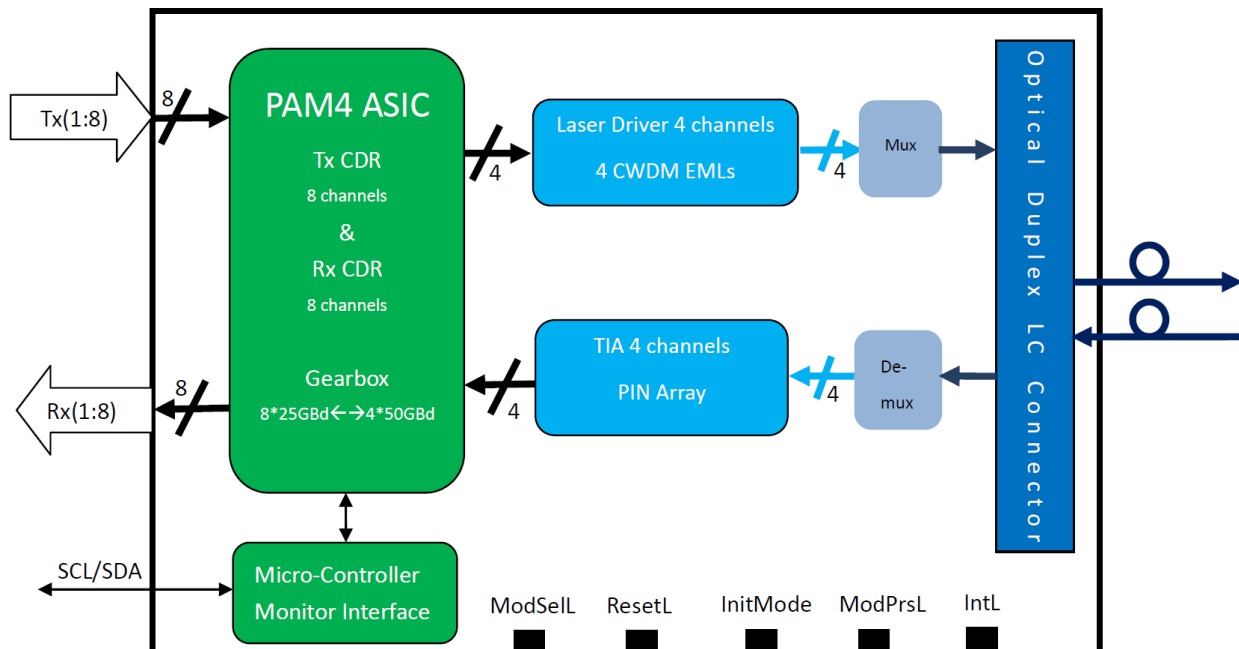 Tx(1:8)
8
PAM4 ASIC
Tx CDR
8 channels
&
Rx CDR
8 channels
Gearbox
8*25GBd←→4*50GBd
4
Laser Driver 4 channels
4 CWDM EMLs
4
Mux
Optical Duplex LC Connector
Rx(1:8)
8
4
TIA 4 channels
PIN Array
4
De-
mux
SCL/SDA
Micro-Controller
Monitor Interface
ModSelL
ResetL
InitMode
ModPrsL
IntL